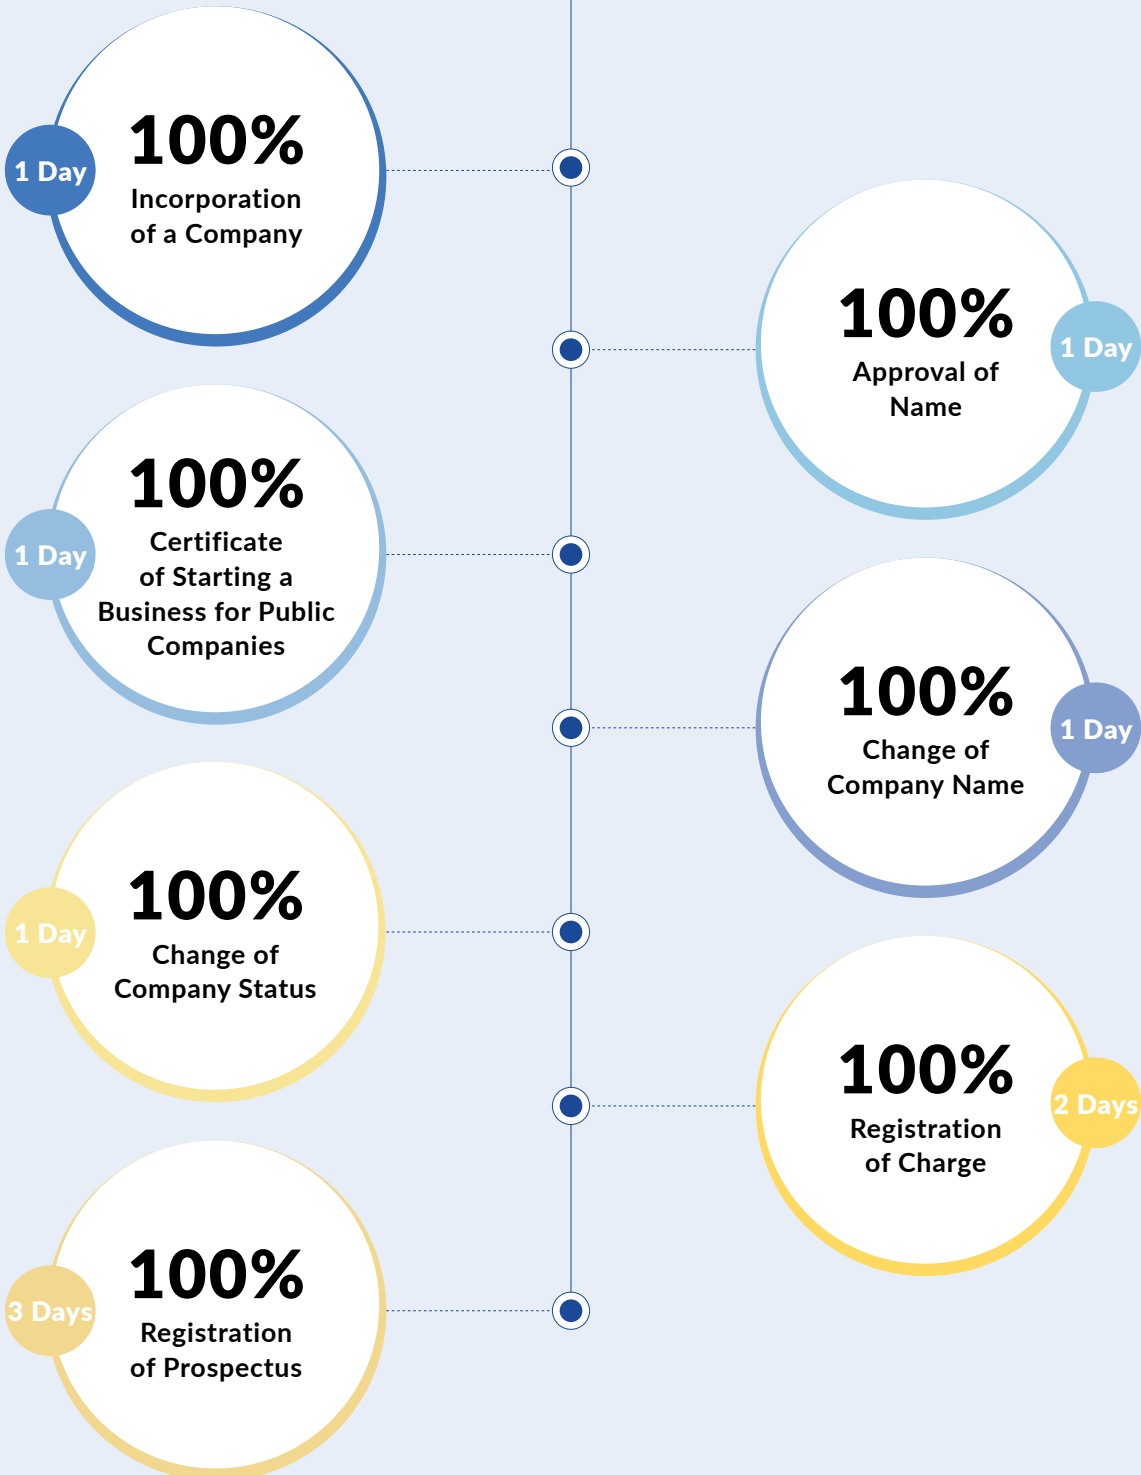 1 Day
100%
Incorporation
of a Company
100%
Approval of
Name
1 Day
1 Day
100%
Certificate
of Starting a
Business for Public
Companies
100%
Change of
Company Name
1 Day
1 Day
100%
Change of
Company Status
100%
Registration
of Charge
2 Days
3 Days
100%
Registration
of Prospectus